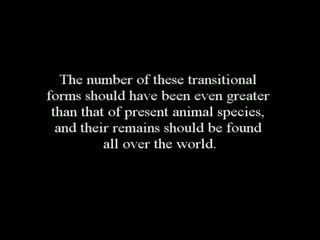 The number of these transitional
forms should have been even greater
than that of present animal species,
and their remains should be found
all over the world.